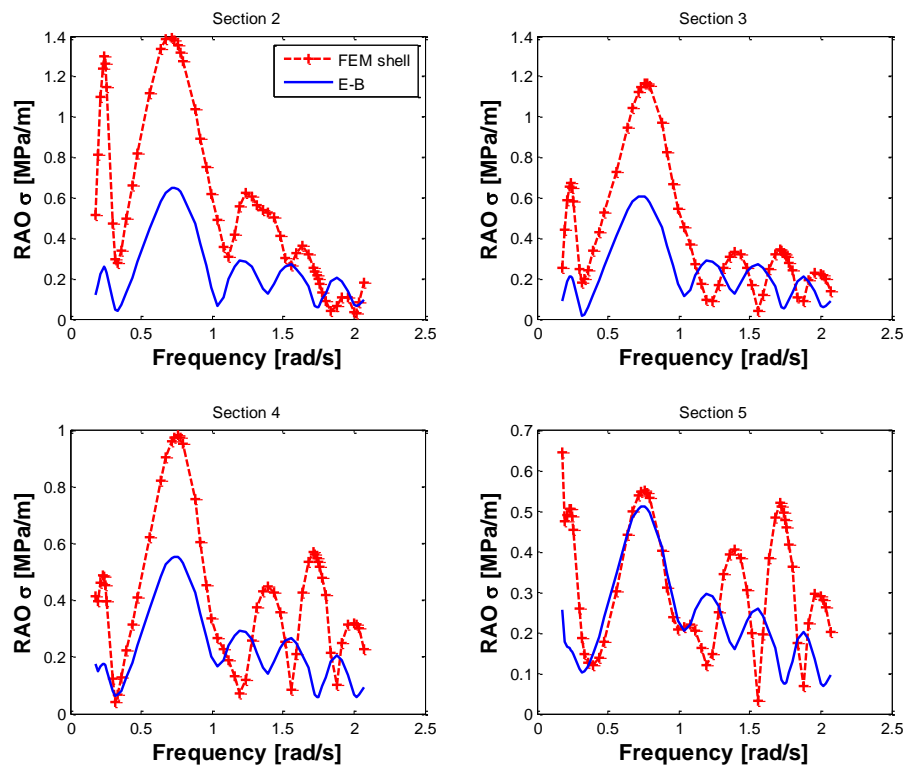 Section 2
1.4
1.2
1
0.8
0.6
0.4
0.2
0
RAO σ [MPa/m]
FEM shell
E-B
0 0.5 1 1.5 2 2.5
Frequency [rad/s]
Section 3
1.4
1.2
1
0.8
0.6
0.4
0.2
0
RAO σ [MPa/m]
0 0.5 1 1.5 2 2.5
Frequency [rad/s]
Section 4
1
0.8
0.6
0.4
0.2
0
RAO σ [MPa/m]
0 0.5 1 1.5 2 2.5
Frequency [rad/s]
Section 5
0.7
0.6
0.5
0.4
0.3
0.2
0.1
0
RAO σ [MPa/m]
0 0.5 1 1.5 2 2.5
Frequency [rad/s]